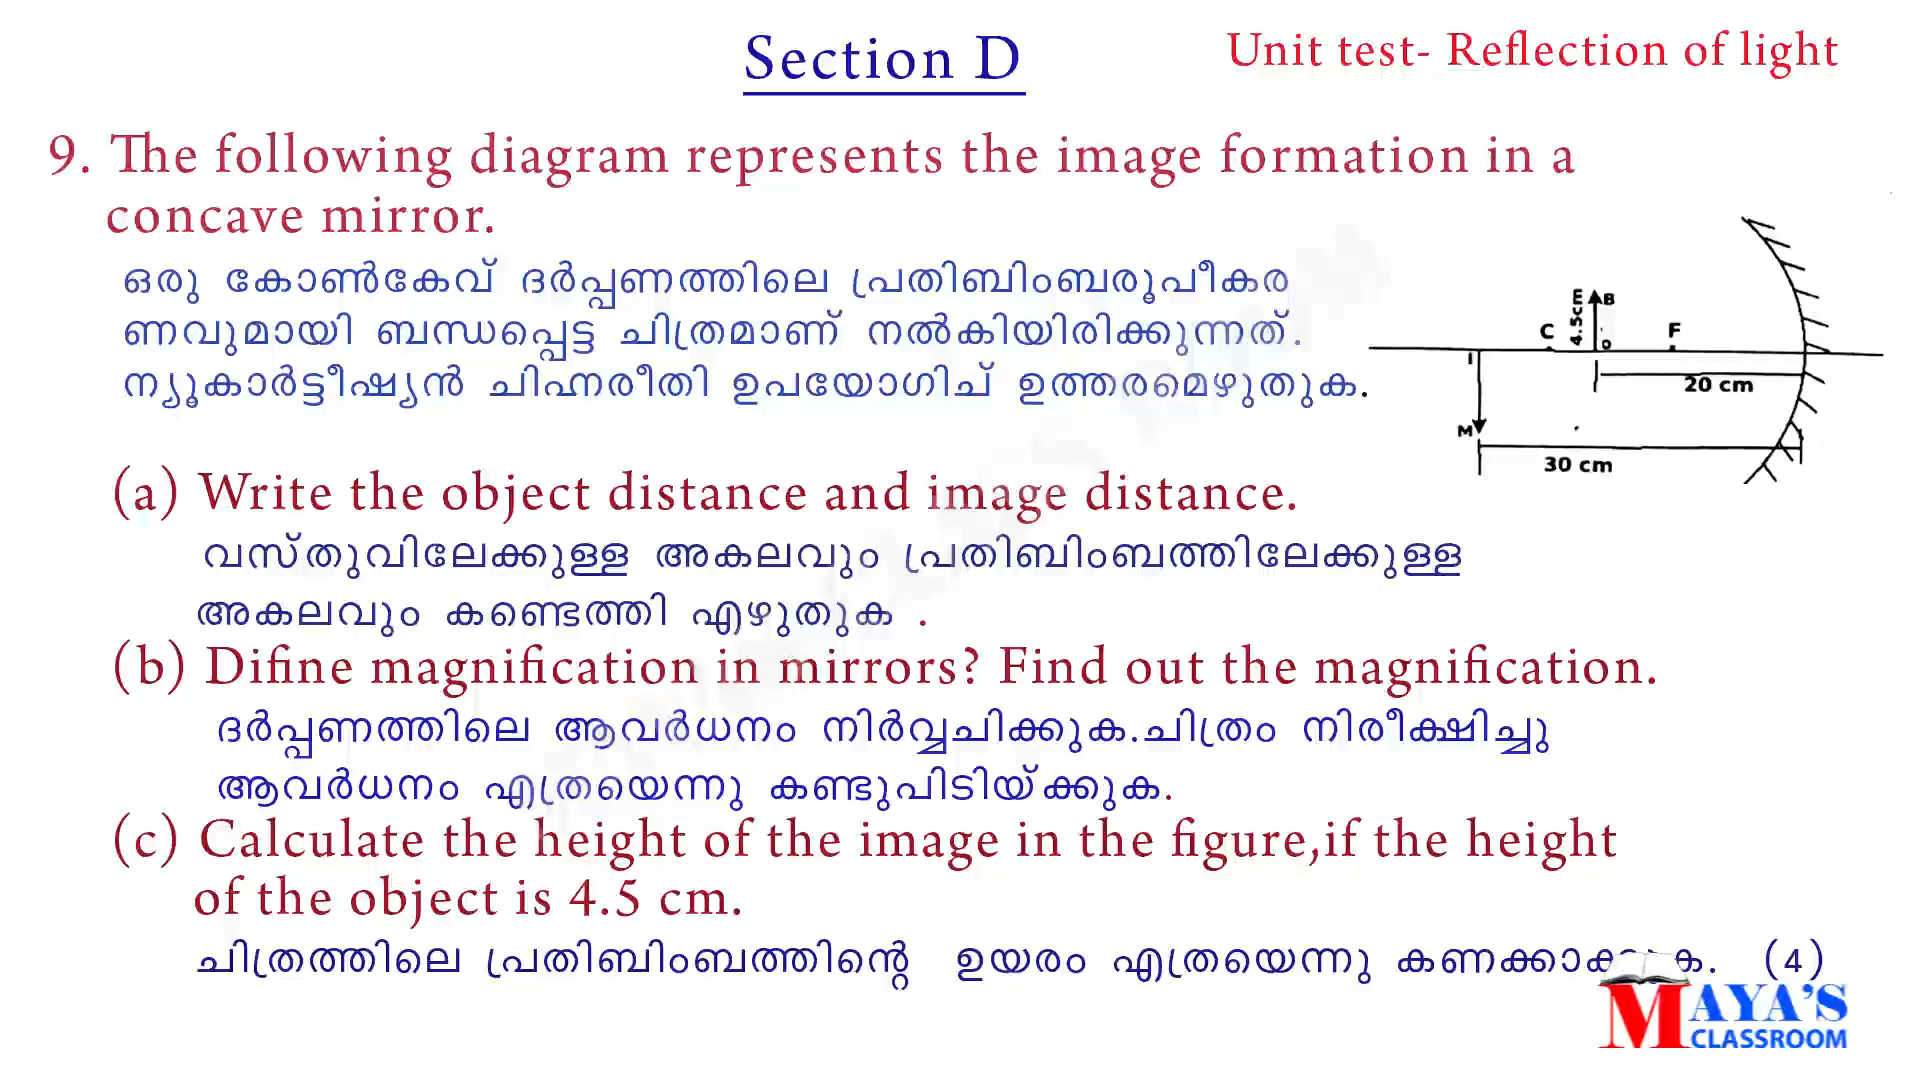 Section D
Unit test- Reflection of light
9. The following diagram represents the image formation in a
concave mirror.
ഒരു കോൺകേവ് ദർപ്പണത്തിലെ പ്രതിബിംബരൂപീകര
ണവുമായി ബന്ധപ്പെട്ട ചിത്രമാണ് നൽകിയിരിക്കുന്നത്.
ന്യൂകാർട്ടീഷ്യൻ ചിഹ്നരീതി ഉപയോഗിച് ഉത്തരമെഴുതുക.
E B
4.5c
C
O
F
I
20 cm
M
30 cm
(a) Write the object distance and image distance.
വസ്തുവിലേക്കുള്ള അകലവും പ്രതിബിംബത്തിലേക്കുള്ള
അകലവും കണ്ടെത്തി എഴുതുക .
(b) Difine magnification in mirrors? Find out the magnification.
ദർപ്പണത്തിലെ ആവർധനം നിർവ്വചിക്കുക.ചിത്രം നിരീക്ഷിച്ചു
ആവർധനം എത്രയെന്നു കണ്ടുപിടിയ്ക്കുക.
(c) Calculate the height of the image in the figure,if the height
of the object is 4.5 cm.
ചിത്രത്തിലെ പ്രതിബിംബത്തിന്റെ ഉയരം എത്രയെന്നു (4)
MAYA'S
CLASSROOM